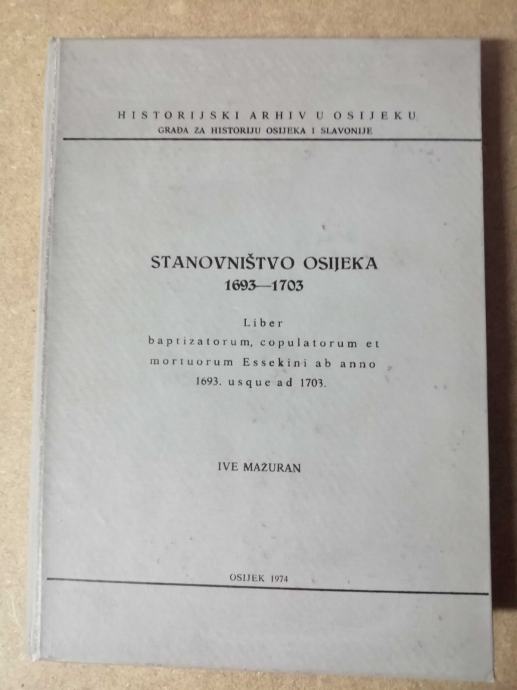 HISTORIJSKI ARHIV U OSIJEKU
GRAĐA ZA HISTORIJU OSIJEKA I SLAVONIJE
STANOVNIŠTVO OSIJEKA
1693—1703
Liber
baptizatorum, copulatorum et
mortuorum Essekini ab anno
1693. usque ad 1703.
IVE MAŽURAN
OSIJEK 1974